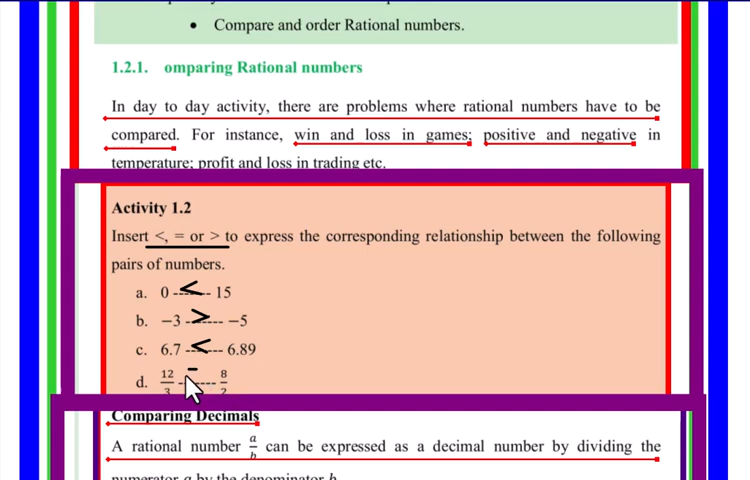 • Compare and order Rational numbers.
1.2.1. omparing Rational numbers
In day to day activity, there are problems where rational numbers have to be
compared. For instance, win and loss in games; positive and negative in
temperature; profit and loss in trading etc.
Activity 1.2
Insert <, = or > to express the corresponding relationship between the following
pairs of numbers.
a. 0 < 15
b. −3 > −5
c. 6.7 < 6.89
d. 12/3 ---- 8/2
Comparing Decimals
A rational number a/b can be expressed as a decimal number by dividing the
numerator a by the denominator b.